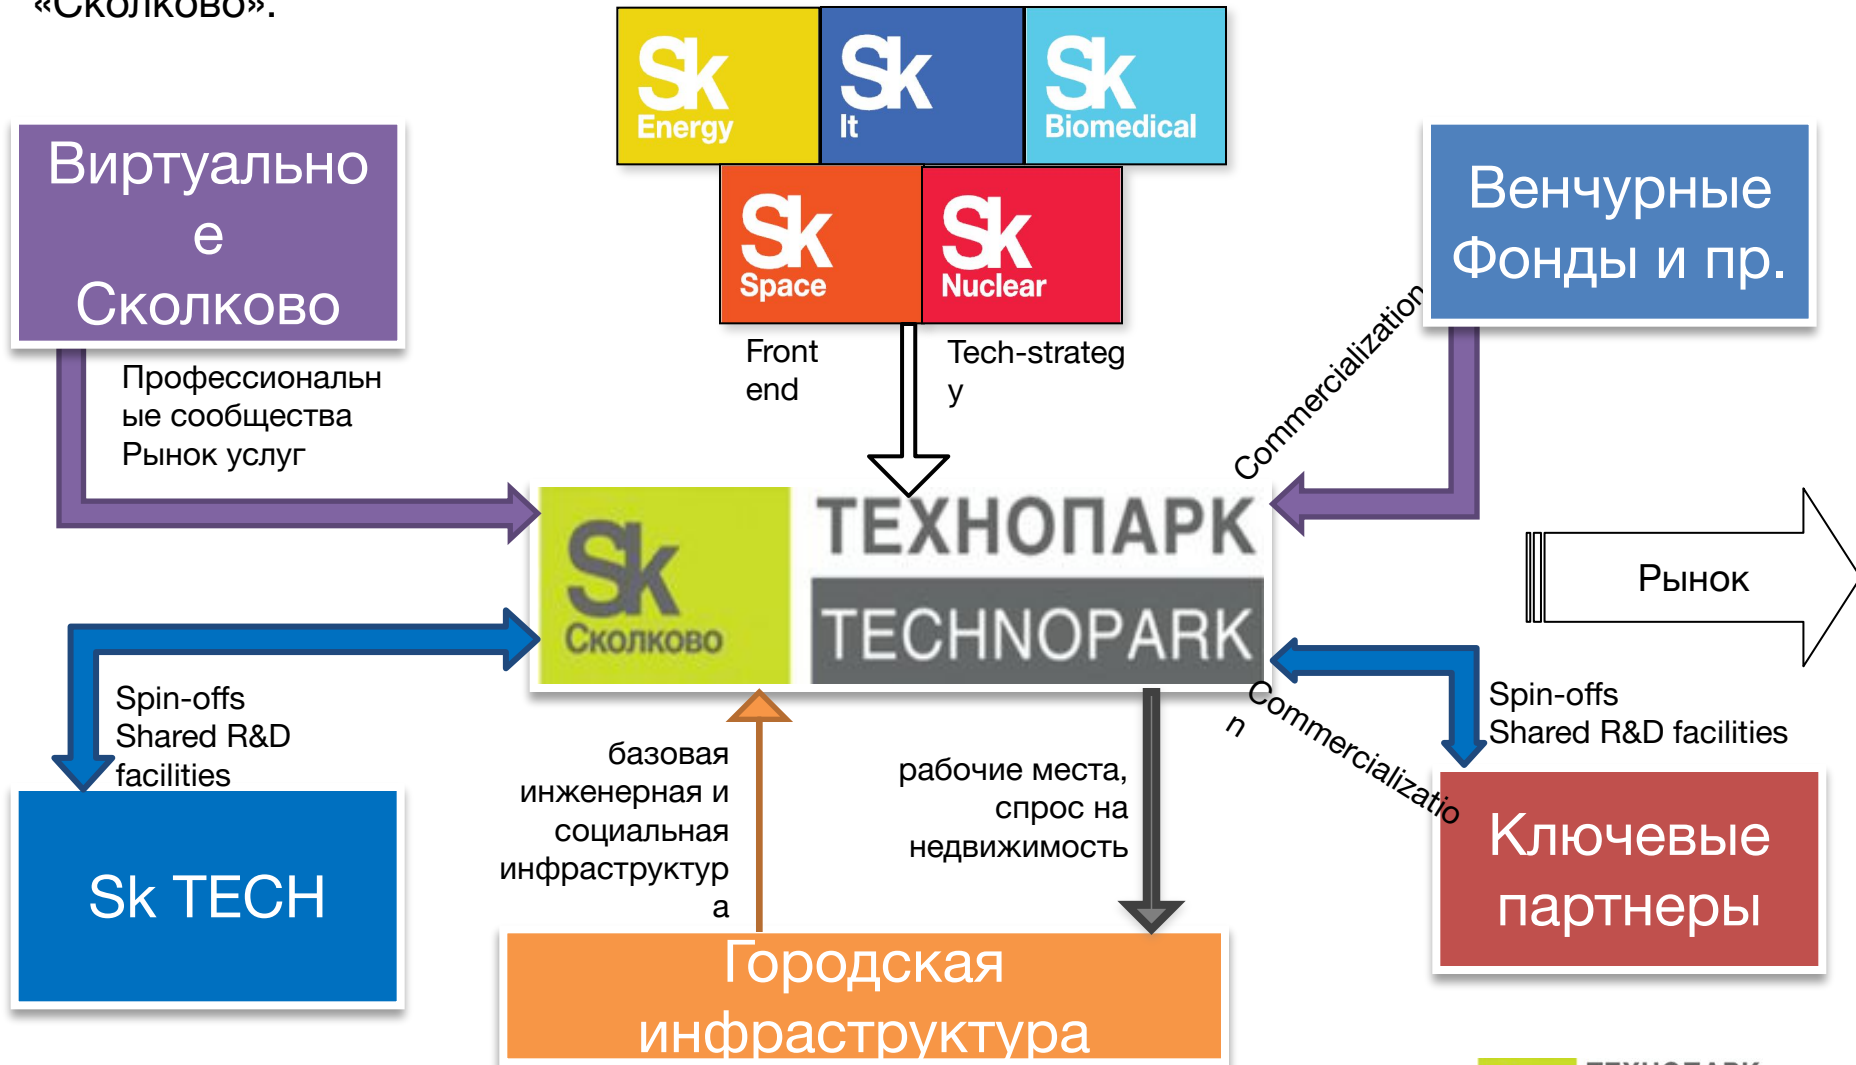 «Сколково».
Sk
Energy
Sk
It
Sk
Biomedical
Sk
Space
Sk
Nuclear
Виртуально
е
Сколково
Венчурные
Фонды и пр.
Профессиональн
ые сообщества
Рынок услуг
Front
end
Tech-strateg
y
Commercialization
Sk
Сколково
ТЕХНОПАРК
TECHNOPARK
Рынок
Spin-offs
Shared R&D
facilities
базовая
инженерная и
социальная
инфраструктур
а
рабочие места,
спрос на
недвижимость
Commercializatio
n
Spin-offs
Shared R&D facilities
Sk TECH
Ключевые
партнеры
Городская
инфраструктура
ТЕХНОПАРК